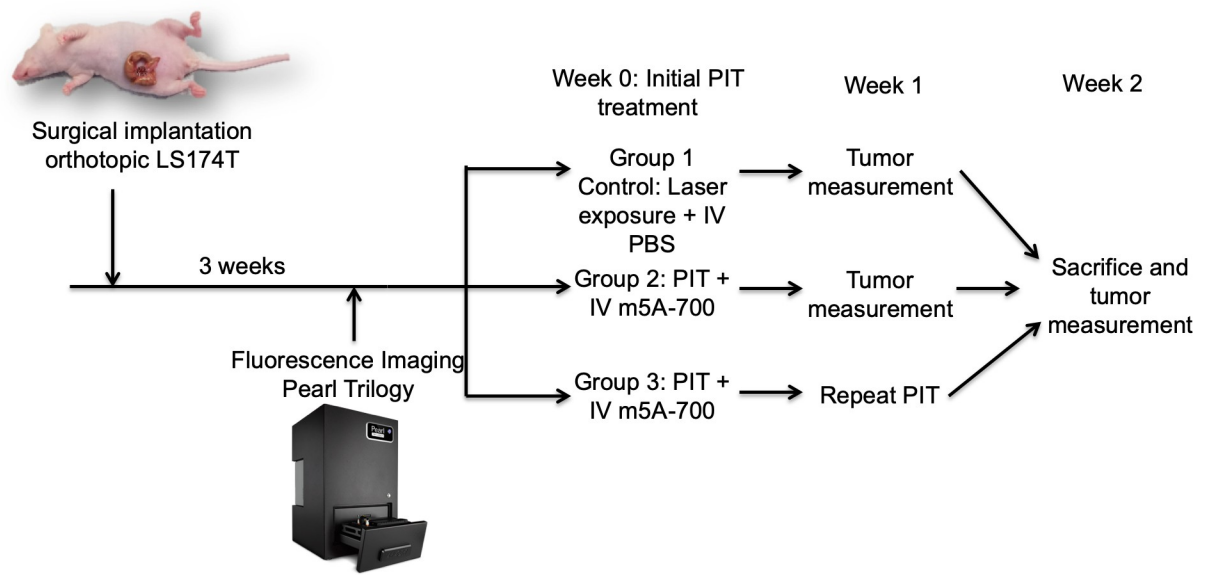 Week 0: Initial PIT
treatment
Week 1
Week 2
Surgical implantation
orthotopic LS174T
3 weeks
Fluorescence Imaging
Pearl Trilogy
Pearl
Group 1
Control: Laser
exposure + IV
PBS
Tumor
measurement
Group 2: PIT +
IV m5A-700
Tumor
measurement
Group 3: PIT +
IV m5A-700
Repeat PIT
Sacrifice and
tumor
measurement